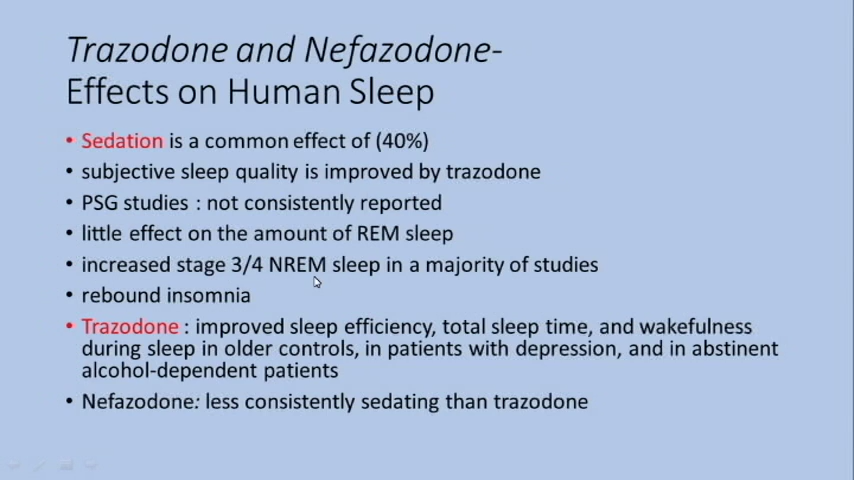 Trazodone and Nefazodone-
Effects on Human Sleep
• Sedation is a common effect of (40%)
• subjective sleep quality is improved by trazodone
• PSG studies : not consistently reported
• little effect on the amount of REM sleep
• increased stage 3/4 NREM sleep in a majority of studies
• rebound insomnia
• Trazodone : improved sleep efficiency, total sleep time, and wakefulness
during sleep in older controls, in patients with depression, and in abstinent
alcohol-dependent patients
• Nefazodone: less consistently sedating than trazodone